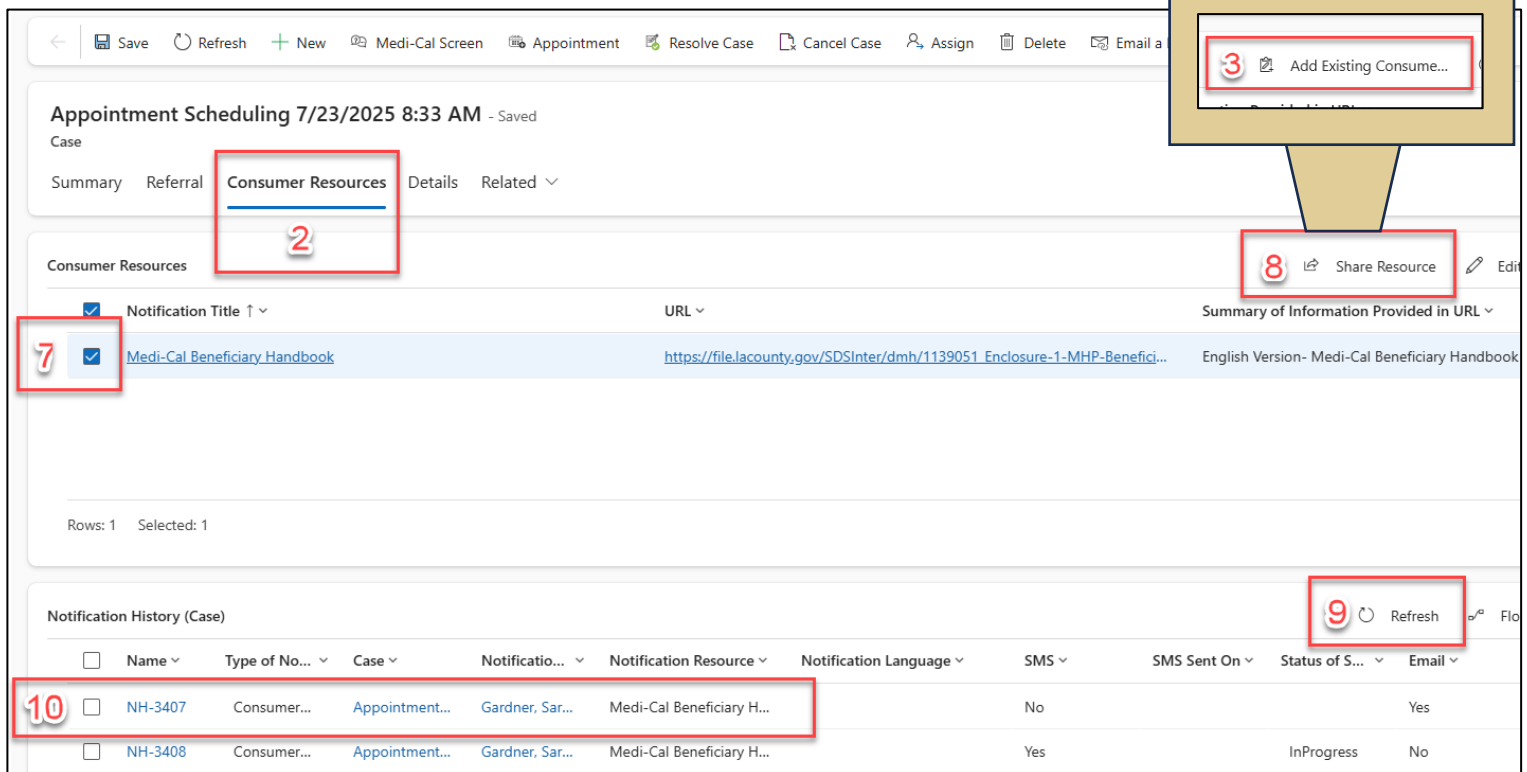 Save Refresh New Medi-Cal Screen Appointment Resolve Case Cancel Case Assign Delete Email a
3 Add Existing Consume...
Appointment Scheduling 7/23/2025 8:33 AM - Saved
Case
Summary Referral Consumer Resources Details Related
2
Consumer Resources
8 Share Resource Edit
Notification Title ↑ URL Summary of Information Provided in URL
7 Medi-Cal Beneficiary Handbook https://file.lacounty.gov/SDSInter/dmh/1139051_Enclosure-1-MHP-Benefici... English Version- Medi-Cal Beneficiary Handbook
Rows: 1 Selected: 1
Notification History (Case)
9 Refresh Flo
Name Type of No... Case Notificatio... Notification Resource Notification Language SMS SMS Sent On Status of S... Email
10 NH-3407 Consumer... Appointment... Gardner, Sar... Medi-Cal Beneficiary H... No Yes
NH-3408 Consumer... Appointment... Gardner, Sar... Medi-Cal Beneficiary H... Yes InProgress No